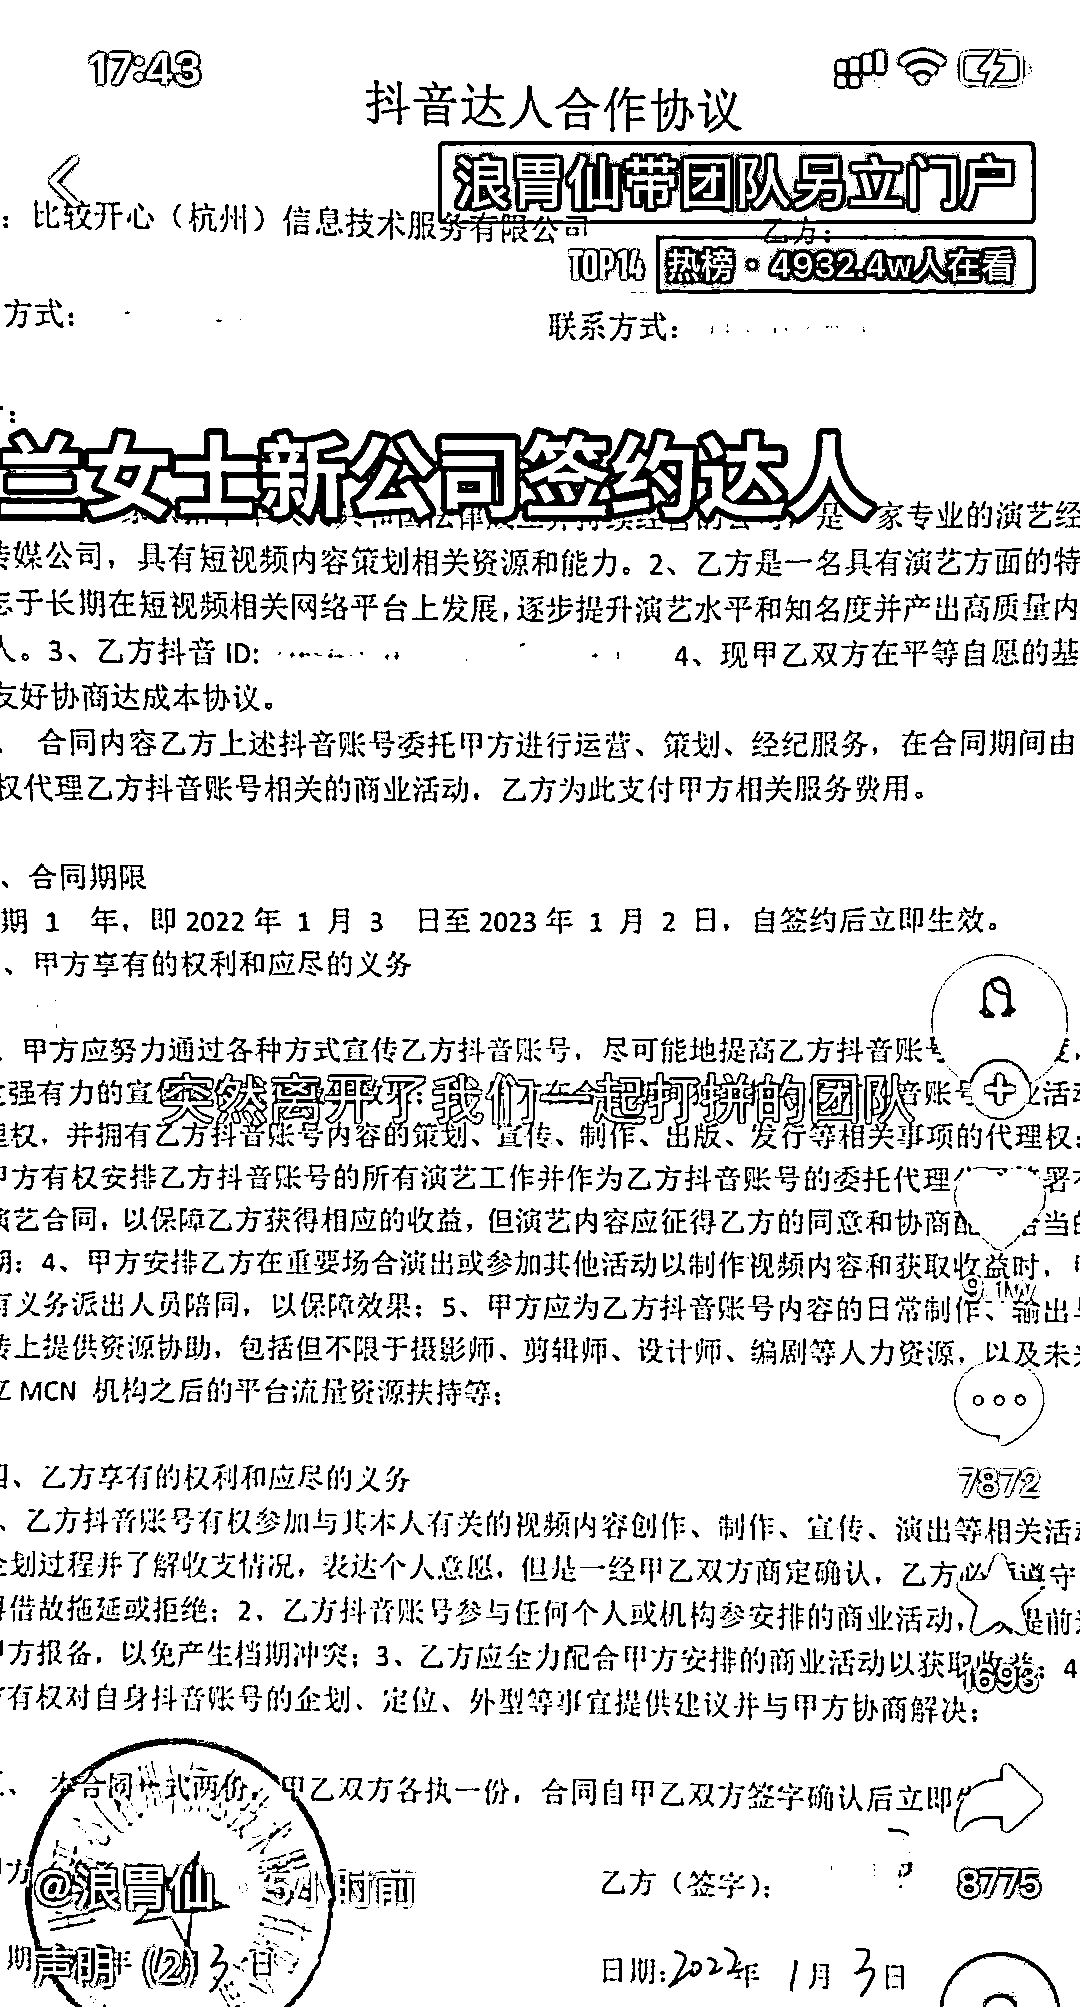 17:43
抖音达人合作协议
浪胃仙带团队另立门户
：比较开心（杭州）信息技术服务有限公司
乙方：
TOP14 热榜·4932.4w人在看
方式：
联系方式：
兰女士新公司签约达人
是 家专业的演艺经
传媒公司，具有短视频内容策划相关资源和能力。2、乙方是一名具有演艺方面的特
志于长期在短视频相关网络平台上发展，逐步提升演艺水平和知名度并产出高质量内
人。3、乙方抖音 ID: 4、现甲乙双方在平等自愿的基
友好协商达成本协议。
、 合同内容乙方上述抖音账号委托甲方进行运营、策划、经纪服务，在合同期间由
权代理乙方抖音账号相关的商业活动，乙方为此支付甲方相关服务费用。
、合同期限
期 1 年，即 2022 年 1 月 3 日至 2023 年 1 月 2 日，自签约后立即生效。
、甲方享有的权利和应尽的义务
、甲方应努力通过各种方式宣传乙方抖音账号，尽可能地提高乙方抖音账
强有力的宣
账号 业活动
突然离开了我们一起打拼的团队
理权，并拥有乙方抖音账号内容的策划、宣传、制作、出版、发行等相关事项的代理权；
甲方有权安排乙方抖音账号的所有演艺工作并作为乙方抖音账号的委托代理 署
演艺合同，以保障乙方获得相应的收益，但演艺内容应征得乙方的同意和协商 当的
期；4、甲方安排乙方在重要场合演出或参加其他活动以制作视频内容和获取收益时，甲
有义务派出人员陪同，以保障效果；5、甲方应为乙方抖音账号内容的日常制作、输出与
9.1w
传上提供资源协助，包括但不限于摄影师、剪辑师、设计师、编剧等人力资源，以及未来
立 MCN 机构之后的平台流量资源扶持等；
四、乙方享有的权利和应尽的义务
7872
、乙方抖音账号有权参加与其本人有关的视频内容创作、制作、宣传、演出等相关活动
企划过程并了解收支情况，表达个人意愿，但是一经甲乙双方商定确认，乙方必 遵守
得借故拖延或拒绝；2、乙方抖音账号参与任何个人或机构参安排的商业活动， 提前
甲方报备，以免产生档期冲突；3、乙方应全力配合甲方安排的商业活动以获取收益；4
1693
方有权对自身抖音账号的企划、定位、外型等事宜提供建议并与甲方协商解决；
、 本合同一式两份，甲乙双方各执一份，合同自甲乙双方签字确认后立即
@浪胃仙 · 5小时前
乙方（签字）：
8775
声明（2）
期 年 3 日
日期：2022年 1月 3日